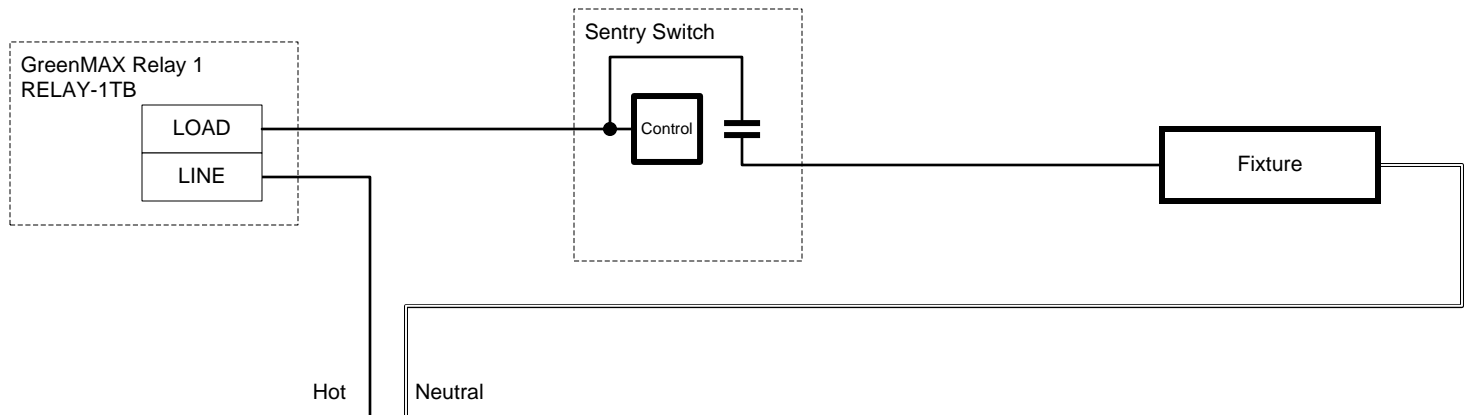 Sentry Switch
GreenMAX Relay 1
RELAY-1TB
LOAD
Control
LINE
Fixture
Hot
Neutral